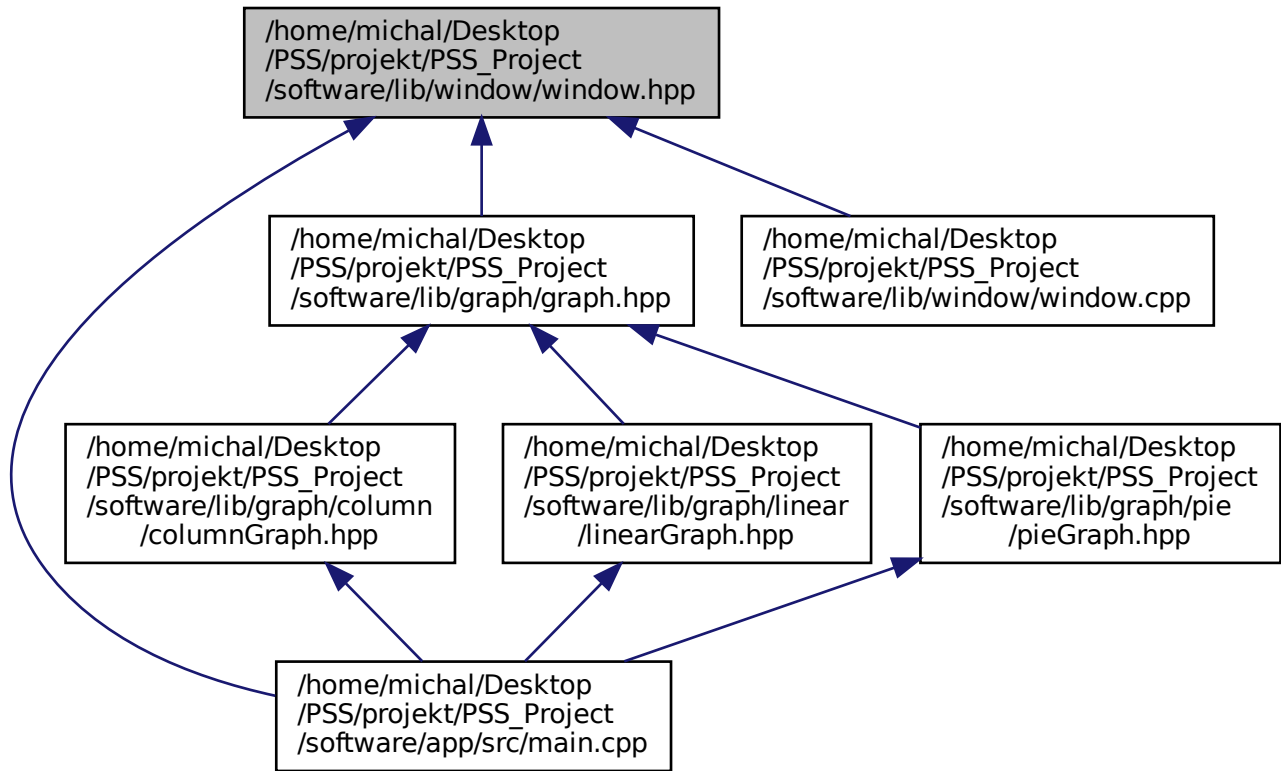 /home/michal/Desktop
/PSS/projekt/PSS_Project
/software/lib/window/window.hpp
/home/michal/Desktop
/PSS/projekt/PSS_Project
/software/lib/graph/graph.hpp
/home/michal/Desktop
/PSS/projekt/PSS_Project
/software/lib/window/window.cpp
/home/michal/Desktop
/PSS/projekt/PSS_Project
/software/lib/graph/column
/columnGraph.hpp
/home/michal/Desktop
/PSS/projekt/PSS_Project
/software/lib/graph/linear
/linearGraph.hpp
/home/michal/Desktop
/PSS/projekt/PSS_Project
/software/lib/graph/pie
/pieGraph.hpp
/home/michal/Desktop
/PSS/projekt/PSS_Project
/software/app/src/main.cpp